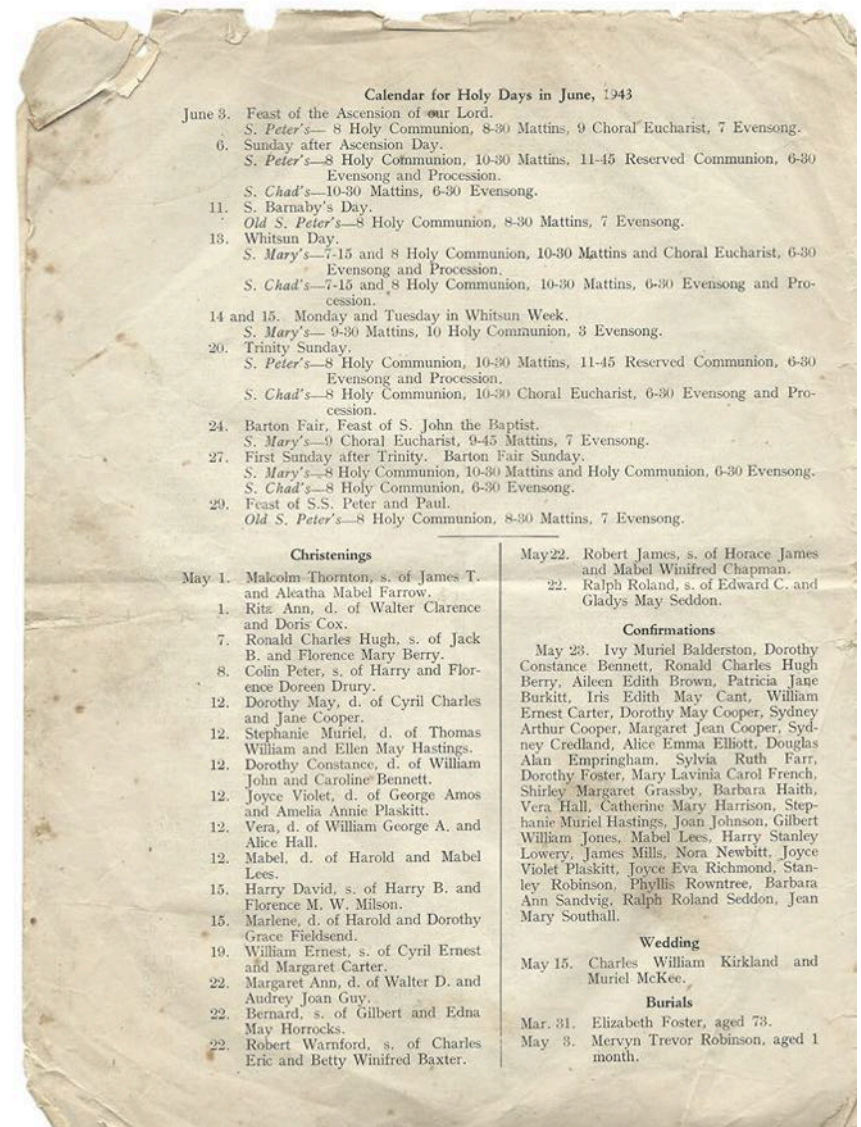 Calendar for Holy Days in June, 1943
June 3. Feast of the Ascension of our Lord.
S. Peter's— 8 Holy Communion, 8-30 Mattins, 9 Choral Eucharist, 7 Evensong.
6. Sunday after Ascension Day.
S. Peter's—8 Holy Communion, 10-30 Mattins, 11-45 Reserved Communion, 6-30
Evensong and Procession.
S. Chad's—10-30 Mattins, 6-30 Evensong.
11. S. Barnaby's Day.
Old S. Peter's—8 Holy Communion, 8-30 Mattins, 7 Evensong.
13. Whitsun Day.
S. Mary's—7-15 and 8 Holy Communion, 10-30 Mattins and Choral Eucharist, 6-30
Evensong and Procession.
S. Chad's—7-15 and 8 Holy Communion, 10-30 Mattins, 6-30 Evensong and Pro-
cession.
14 and 15. Monday and Tuesday in Whitsun Week.
S. Mary's— 9-30 Mattins, 10 Holy Communion, 3 Evensong.
20. Trinity Sunday.
S. Peter's—8 Holy Communion, 10-30 Mattins, 11-45 Reserved Communion, 6-30
Evensong and Procession.
S. Chad's—8 Holy Communion, 10-30 Choral Eucharist, 6-30 Evensong and Pro-
cession.
24. Barton Fair, Feast of S. John the Baptist.
S. Mary's—9 Choral Eucharist, 9-45 Mattins, 7 Evensong.
27. First Sunday after Trinity. Barton Fair Sunday.
S. Mary's—8 Holy Communion, 10-30 Mattins and Holy Communion, 6-30 Evensong.
S. Chad's—8 Holy Communion, 6-30 Evensong.
29. Feast of S.S. Peter and Paul.
Old S. Peter's—8 Holy Communion, 8-30 Mattins, 7 Evensong.
Christenings
May 1. Malcolm Thornton, s. of James T.
and Aleatha Mabel Farrow.
1. Rita Ann, d. of Walter Clarence
and Doris Cox.
7. Ronald Charles Hugh, s. of Jack
B. and Florence Mary Berry.
8. Colin Peter, s. of Harry and Flor-
ence Doreen Drury.
12. Dorothy May, d. of Cyril Charles
and Jane Cooper.
12. Stephanie Muriel, d. of Thomas
William and Ellen May Hastings.
12. Dorothy Constance, d. of William
John and Caroline Bennett.
12. Joyce Violet, d. of George Amos
and Amelia Annie Plaskitt.
12. Vera, d. of William George A. and
Alice Hall.
12. Mabel, d. of Harold and Mabel
Lees.
15. Harry David, s. of Harry B. and
Florence M. W. Milson.
15. Marlene, d. of Harold and Dorothy
Grace Fieldsend.
19. William Ernest, s. of Cyril Ernest
and Margaret Carter.
22. Margaret Ann, d. of Walter D. and
Audrey Joan Guy.
22. Bernard, s. of Gilbert and Edna
May Horrocks.
22. Robert Warnford, s. of Charles
Eric and Betty Winifred Baxter.
May 22. Robert James, s. of Horace James
and Mabel Winifred Chapman.
22. Ralph Roland, s. of Edward C. and
Gladys May Seddon.
Confirmations
May 23. Ivy Muriel Balderston, Dorothy
Constance Bennett, Ronald Charles Hugh
Berry, Aileen Edith Brown, Patricia Jane
Burkitt, Iris Edith May Cant, William
Ernest Carter, Dorothy May Cooper, Sydney
Arthur Cooper, Margaret Jean Cooper, Syd-
ney Credland, Alice Emma Elliott, Douglas
Alan Empringham, Sylvia Ruth Farr,
Dorothy Foster, Mary Lavinia Carol French,
Shirley Margaret Grassby, Barbara Haith,
Vera Hall, Catherine Mary Harrison, Step-
hanie Muriel Hastings, Joan Johnson, Gilbert
William Jones, Mabel Lees, Harry Stanley
Lowery, James Mills, Nora Newbitt, Joyce
Violet Plaskitt, Joyce Eva Richmond, Stan-
ley Robinson, Phyllis Rowntree, Barbara
Ann Sandvig, Ralph Roland Seddon, Jean
Mary Southall.
Wedding
May 15. Charles William Kirkland and
Muriel McKee.
Burials
Mar. 31. Elizabeth Foster, aged 73.
May 3. Mervyn Trevor Robinson, aged 1
month.